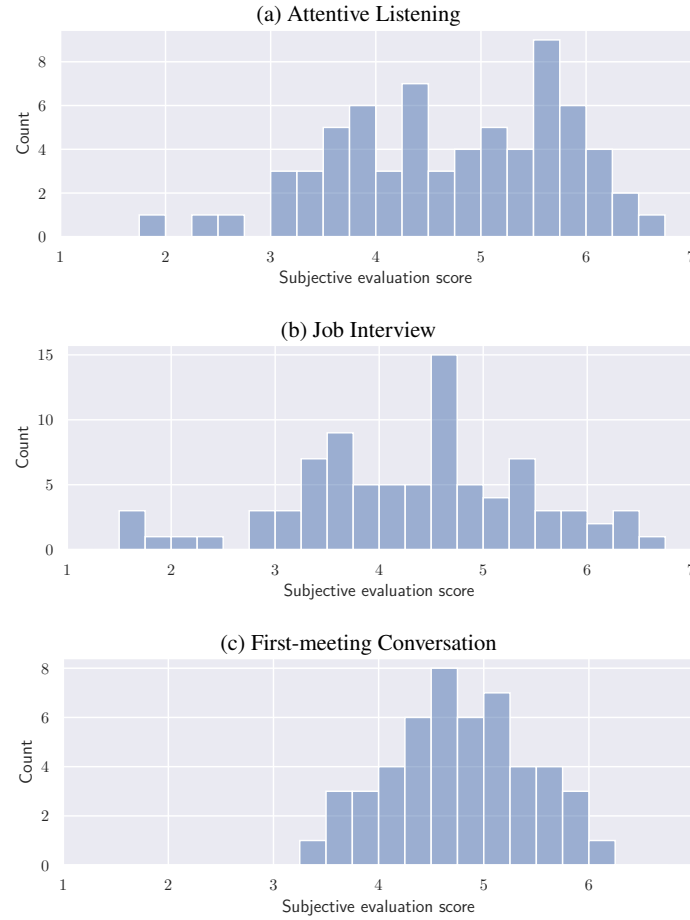 (a) Attentive Listening
8
6
4
2
0
Count
1 2 3 4 5 6 7
Subjective evaluation score
(b) Job Interview
15
10
5
0
Count
1 2 3 4 5 6 7
Subjective evaluation score
(c) First-meeting Conversation
8
6
4
2
0
Count
1 2 3 4 5 6
Subjective evaluation score